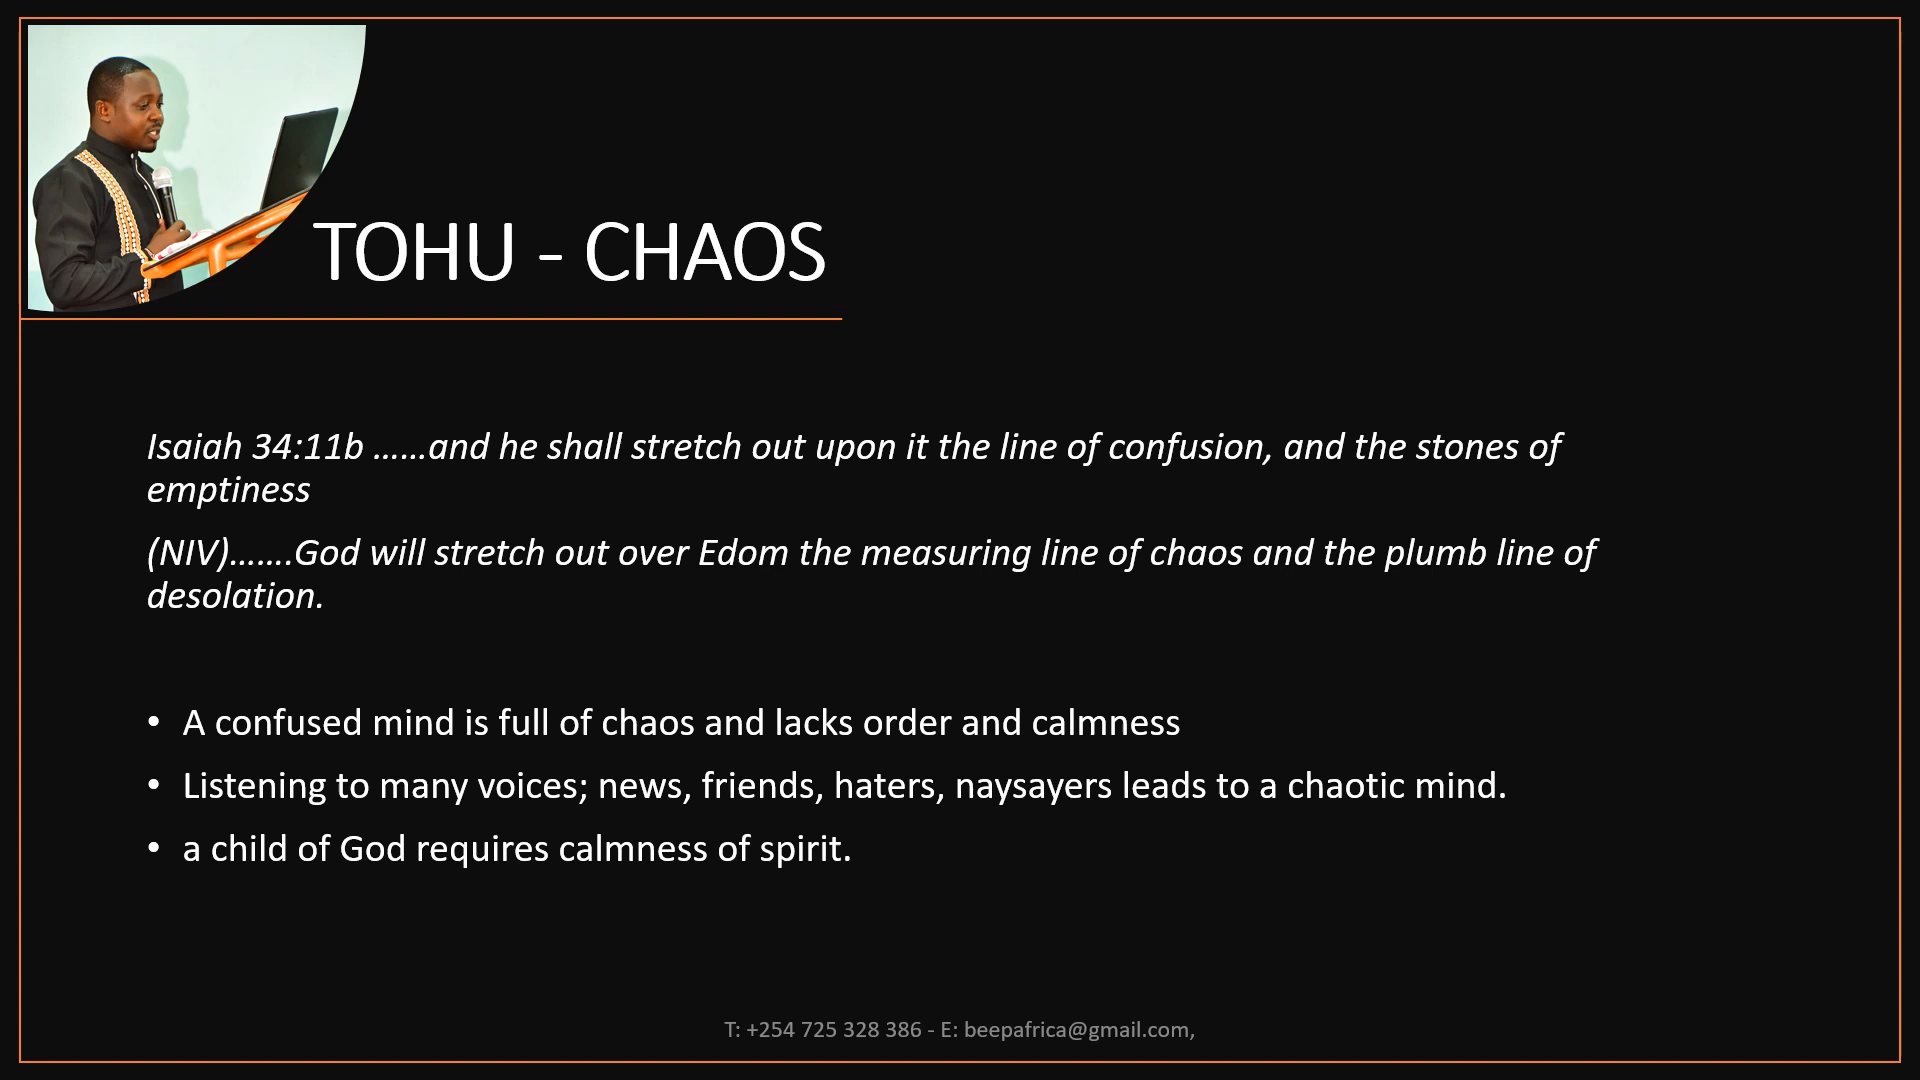 TOHU - CHAOS
Isaiah 34:11b ......and he shall stretch out upon it the line of confusion, and the stones of
emptiness
(NIV).......God will stretch out over Edom the measuring line of chaos and the plumb line of
desolation.
• A confused mind is full of chaos and lacks order and calmness
• Listening to many voices; news, friends, haters, naysayers leads to a chaotic mind.
• a child of God requires calmness of spirit.
T: +254 725 328 386 - E: beepafrica@gmail.com,